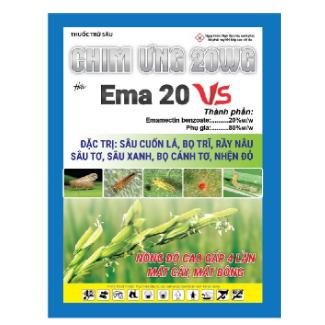 THUỐC TRỪ SÂU
CHIM ƯNG 20WG
Hiệu
Ema 20 VS
Thành phần:
Emamectin benzoate:..........20%w/w
Phụ gia:..........80%w/w
ĐẶC TRỊ: SÂU CUỐN LÁ, BỌ TRĨ, RẦY NÂU
SÂU TƠ, SÂU XANH, BỌ CÁNH TƠ, NHỆN ĐỎ
NỒNG ĐỘ CAO GẤP 4 LẦN
MÁT CÂY, MÁT BÔNG